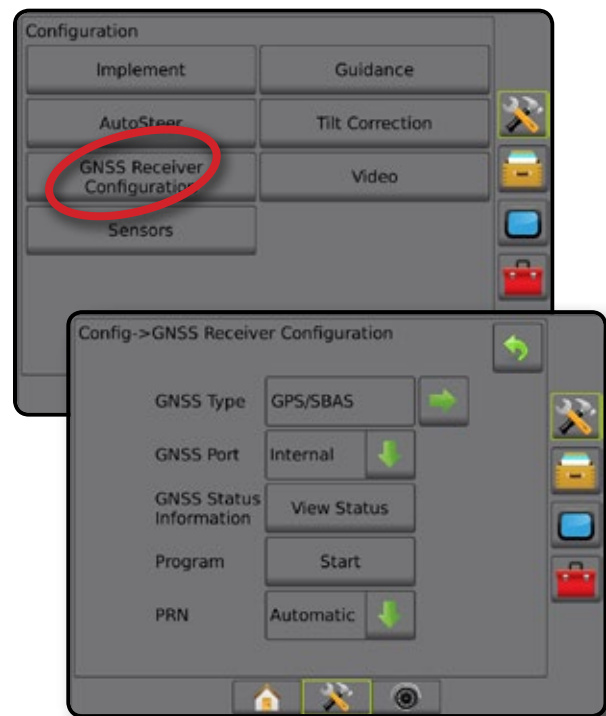 Configuration
Implement
Guidance
AutoSteer
Tilt Correction
GNSS Receiver
Configuration
Video
Sensors
Config->GNSS Receiver Configuration
GNSS Type
GPS/SBAS
GNSS Port
Internal
GNSS Status
Information
View Status
Program
Start
PRN
Automatic